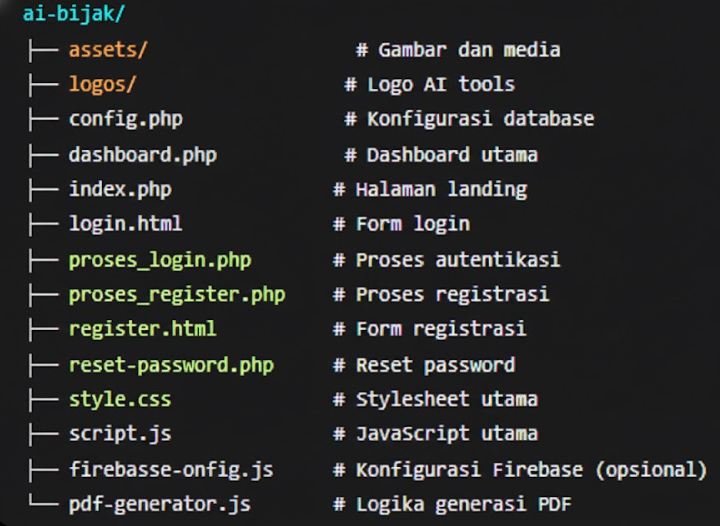 ai-bijak/
├── assets/ # Gambar dan media
├── logos/ # Logo AI tools
├── config.php # Konfigurasi database
├── dashboard.php # Dashboard utama
├── index.php # Halaman landing
├── login.html # Form login
├── proses_login.php # Proses autentikasi
├── proses_register.php # Proses registrasi
├── register.html # Form registrasi
├── reset-password.php # Reset password
├── style.css # Stylesheet utama
├── script.js # JavaScript utama
├── firebasse-onfig.js # Konfigurasi Firebase (opsional)
└── pdf-generator.js # Logika generasi PDF